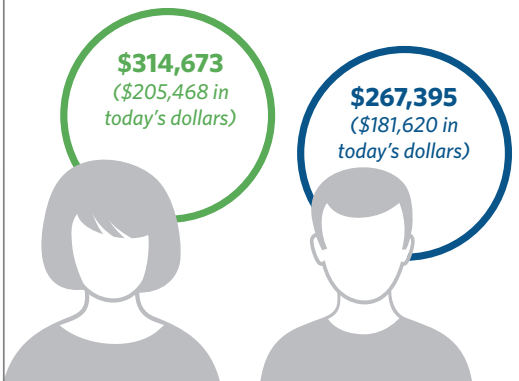 $314,673
($205,468 in
today's dollars)
$267,395
($181,620 in
today's dollars)